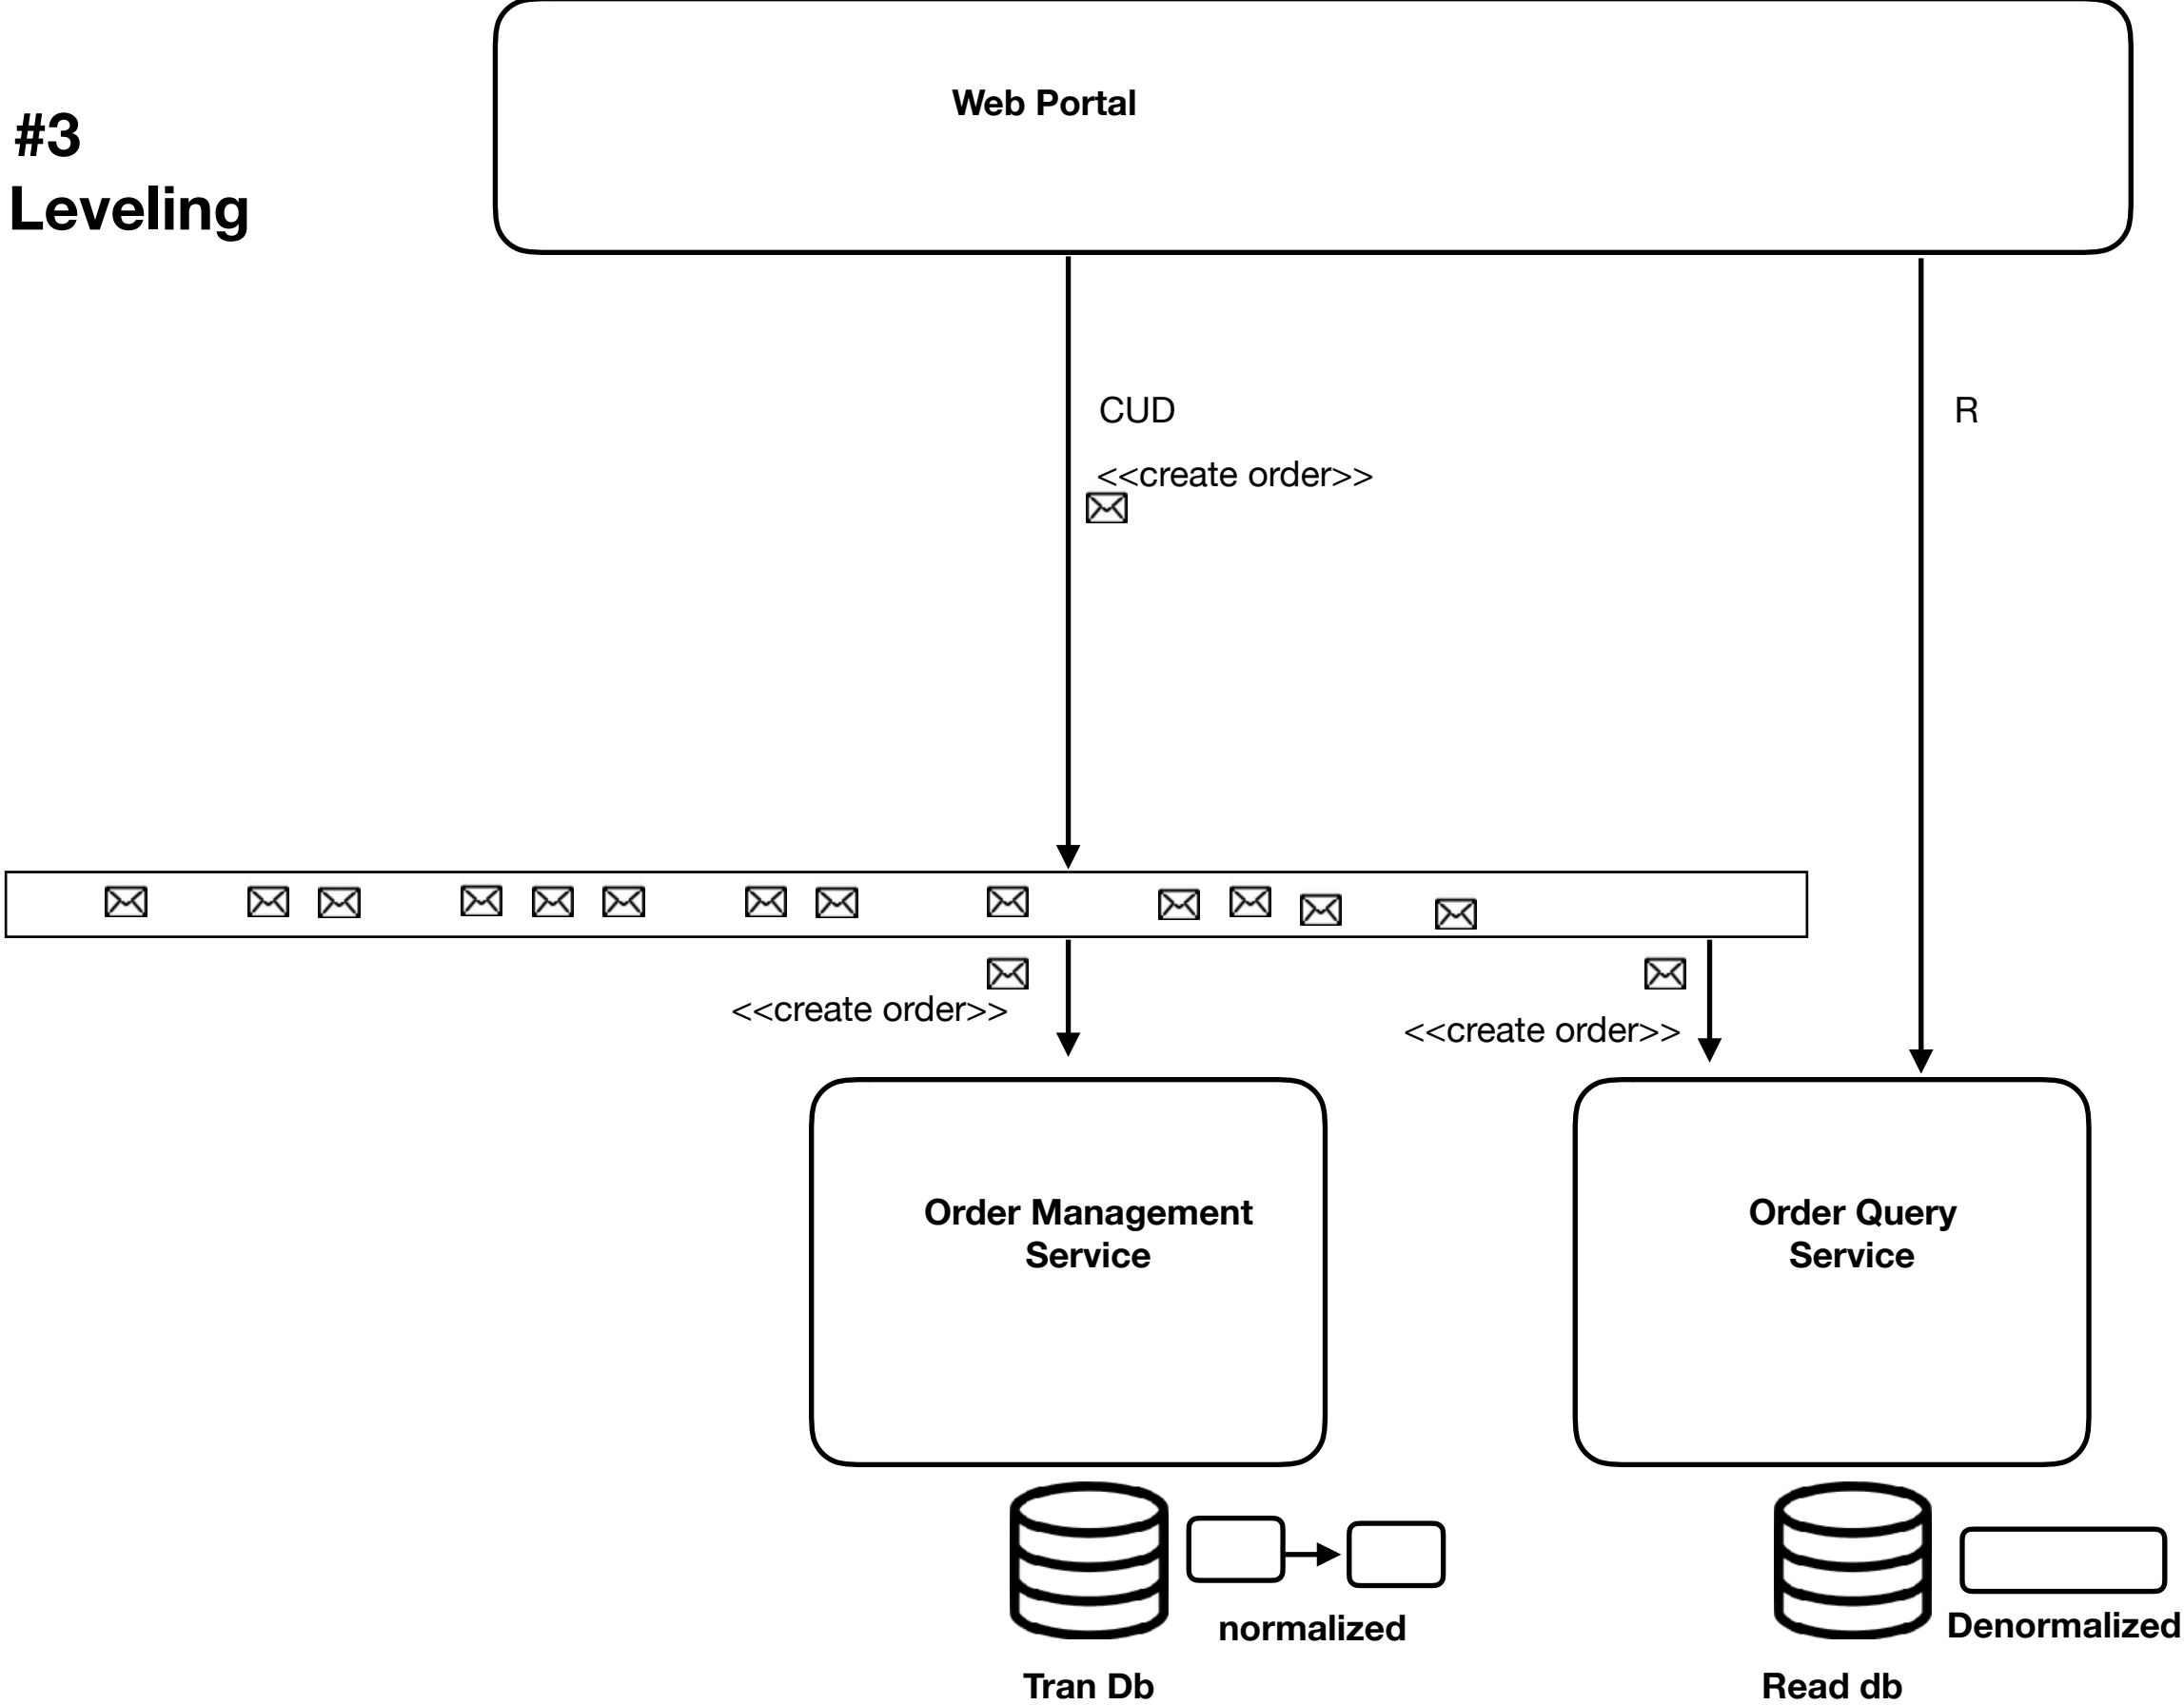 Web Portal
#3
Leveling
CUD
R
<<create order>>
<<create order>>
<<create order>>
Order Management
Service
Order Query
Service
normalized
Denormalized
Tran Db
Read db